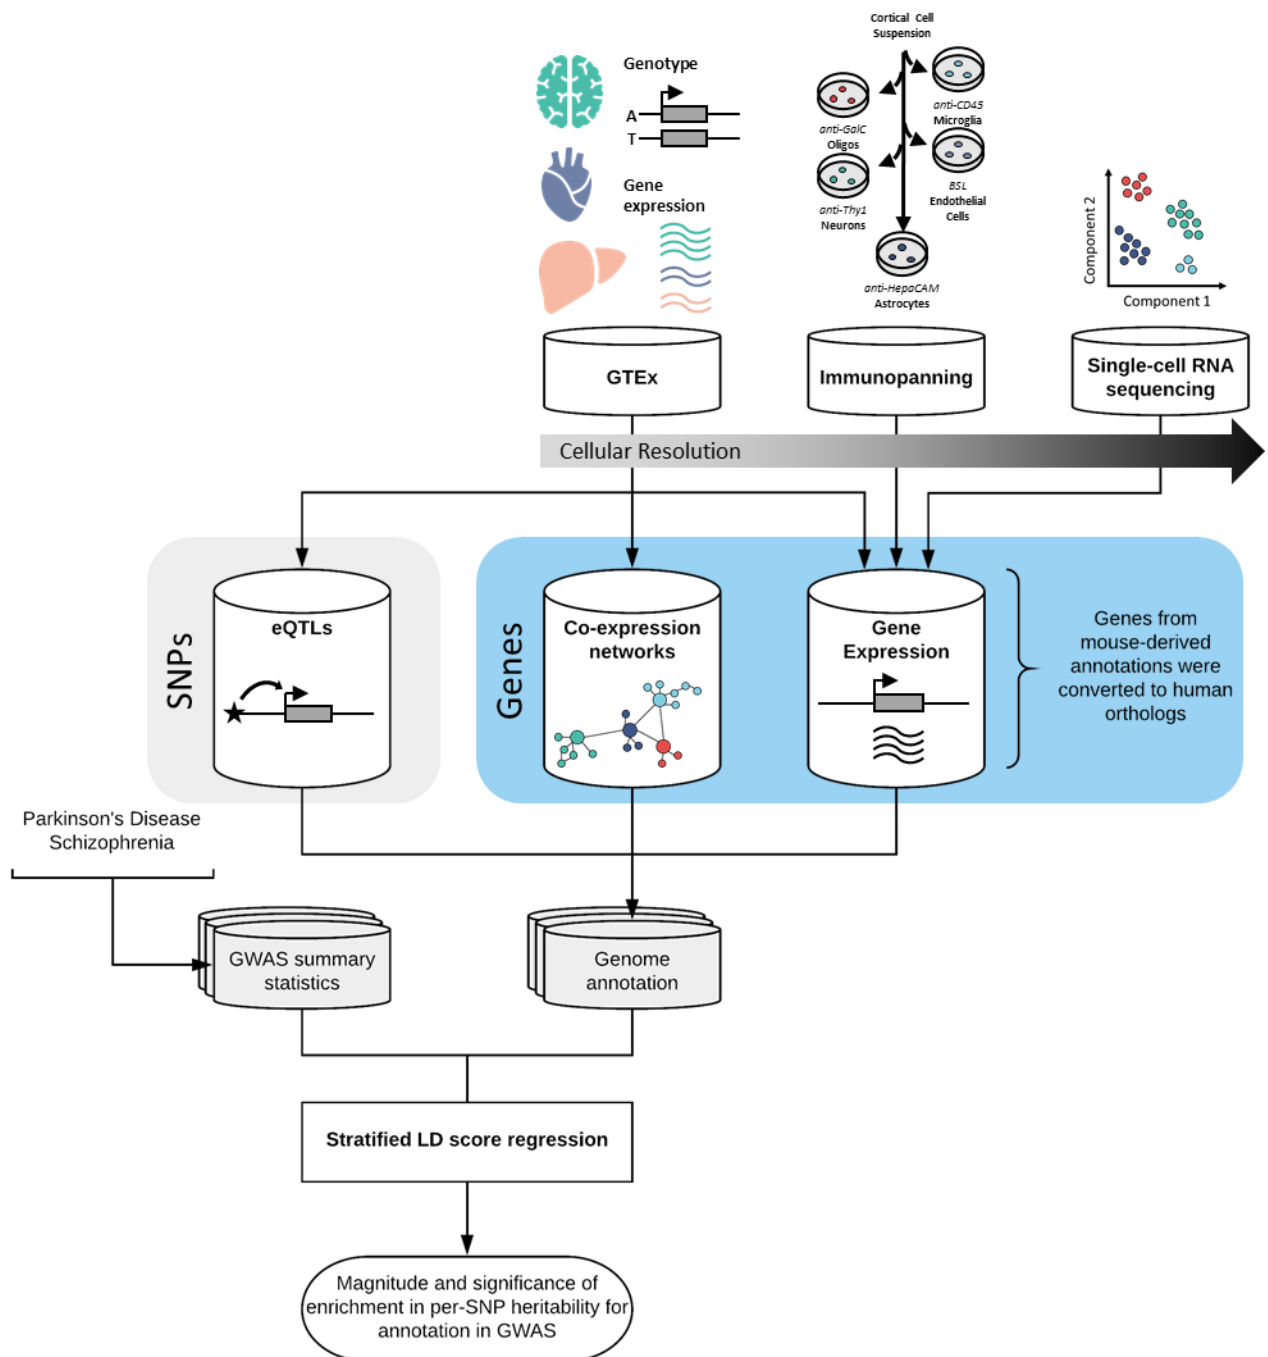 Cortical Cell
Suspension
Genotype
A
T
Gene
expression
anti-CD45
Microglia
anti-GalC
Oligos
BSL
Endothelial
Cells
anti-Thy1
Neurons
anti-HepaCAM
Astrocytes
Component 2
Component 1
GTEx
Immunopanning
Single-cell RNA
sequencing
Cellular Resolution
SNPs
eQTLs
Genes
Co-expression
networks
Gene
Expression
Genes from
mouse-derived
annotations were
converted to human
orthologs
Parkinson's Disease
Schizophrenia
GWAS summary
statistics
Genome
annotation
Stratified LD score regression
Magnitude and significance of
enrichment in per-SNP heritability for
annotation in GWAS